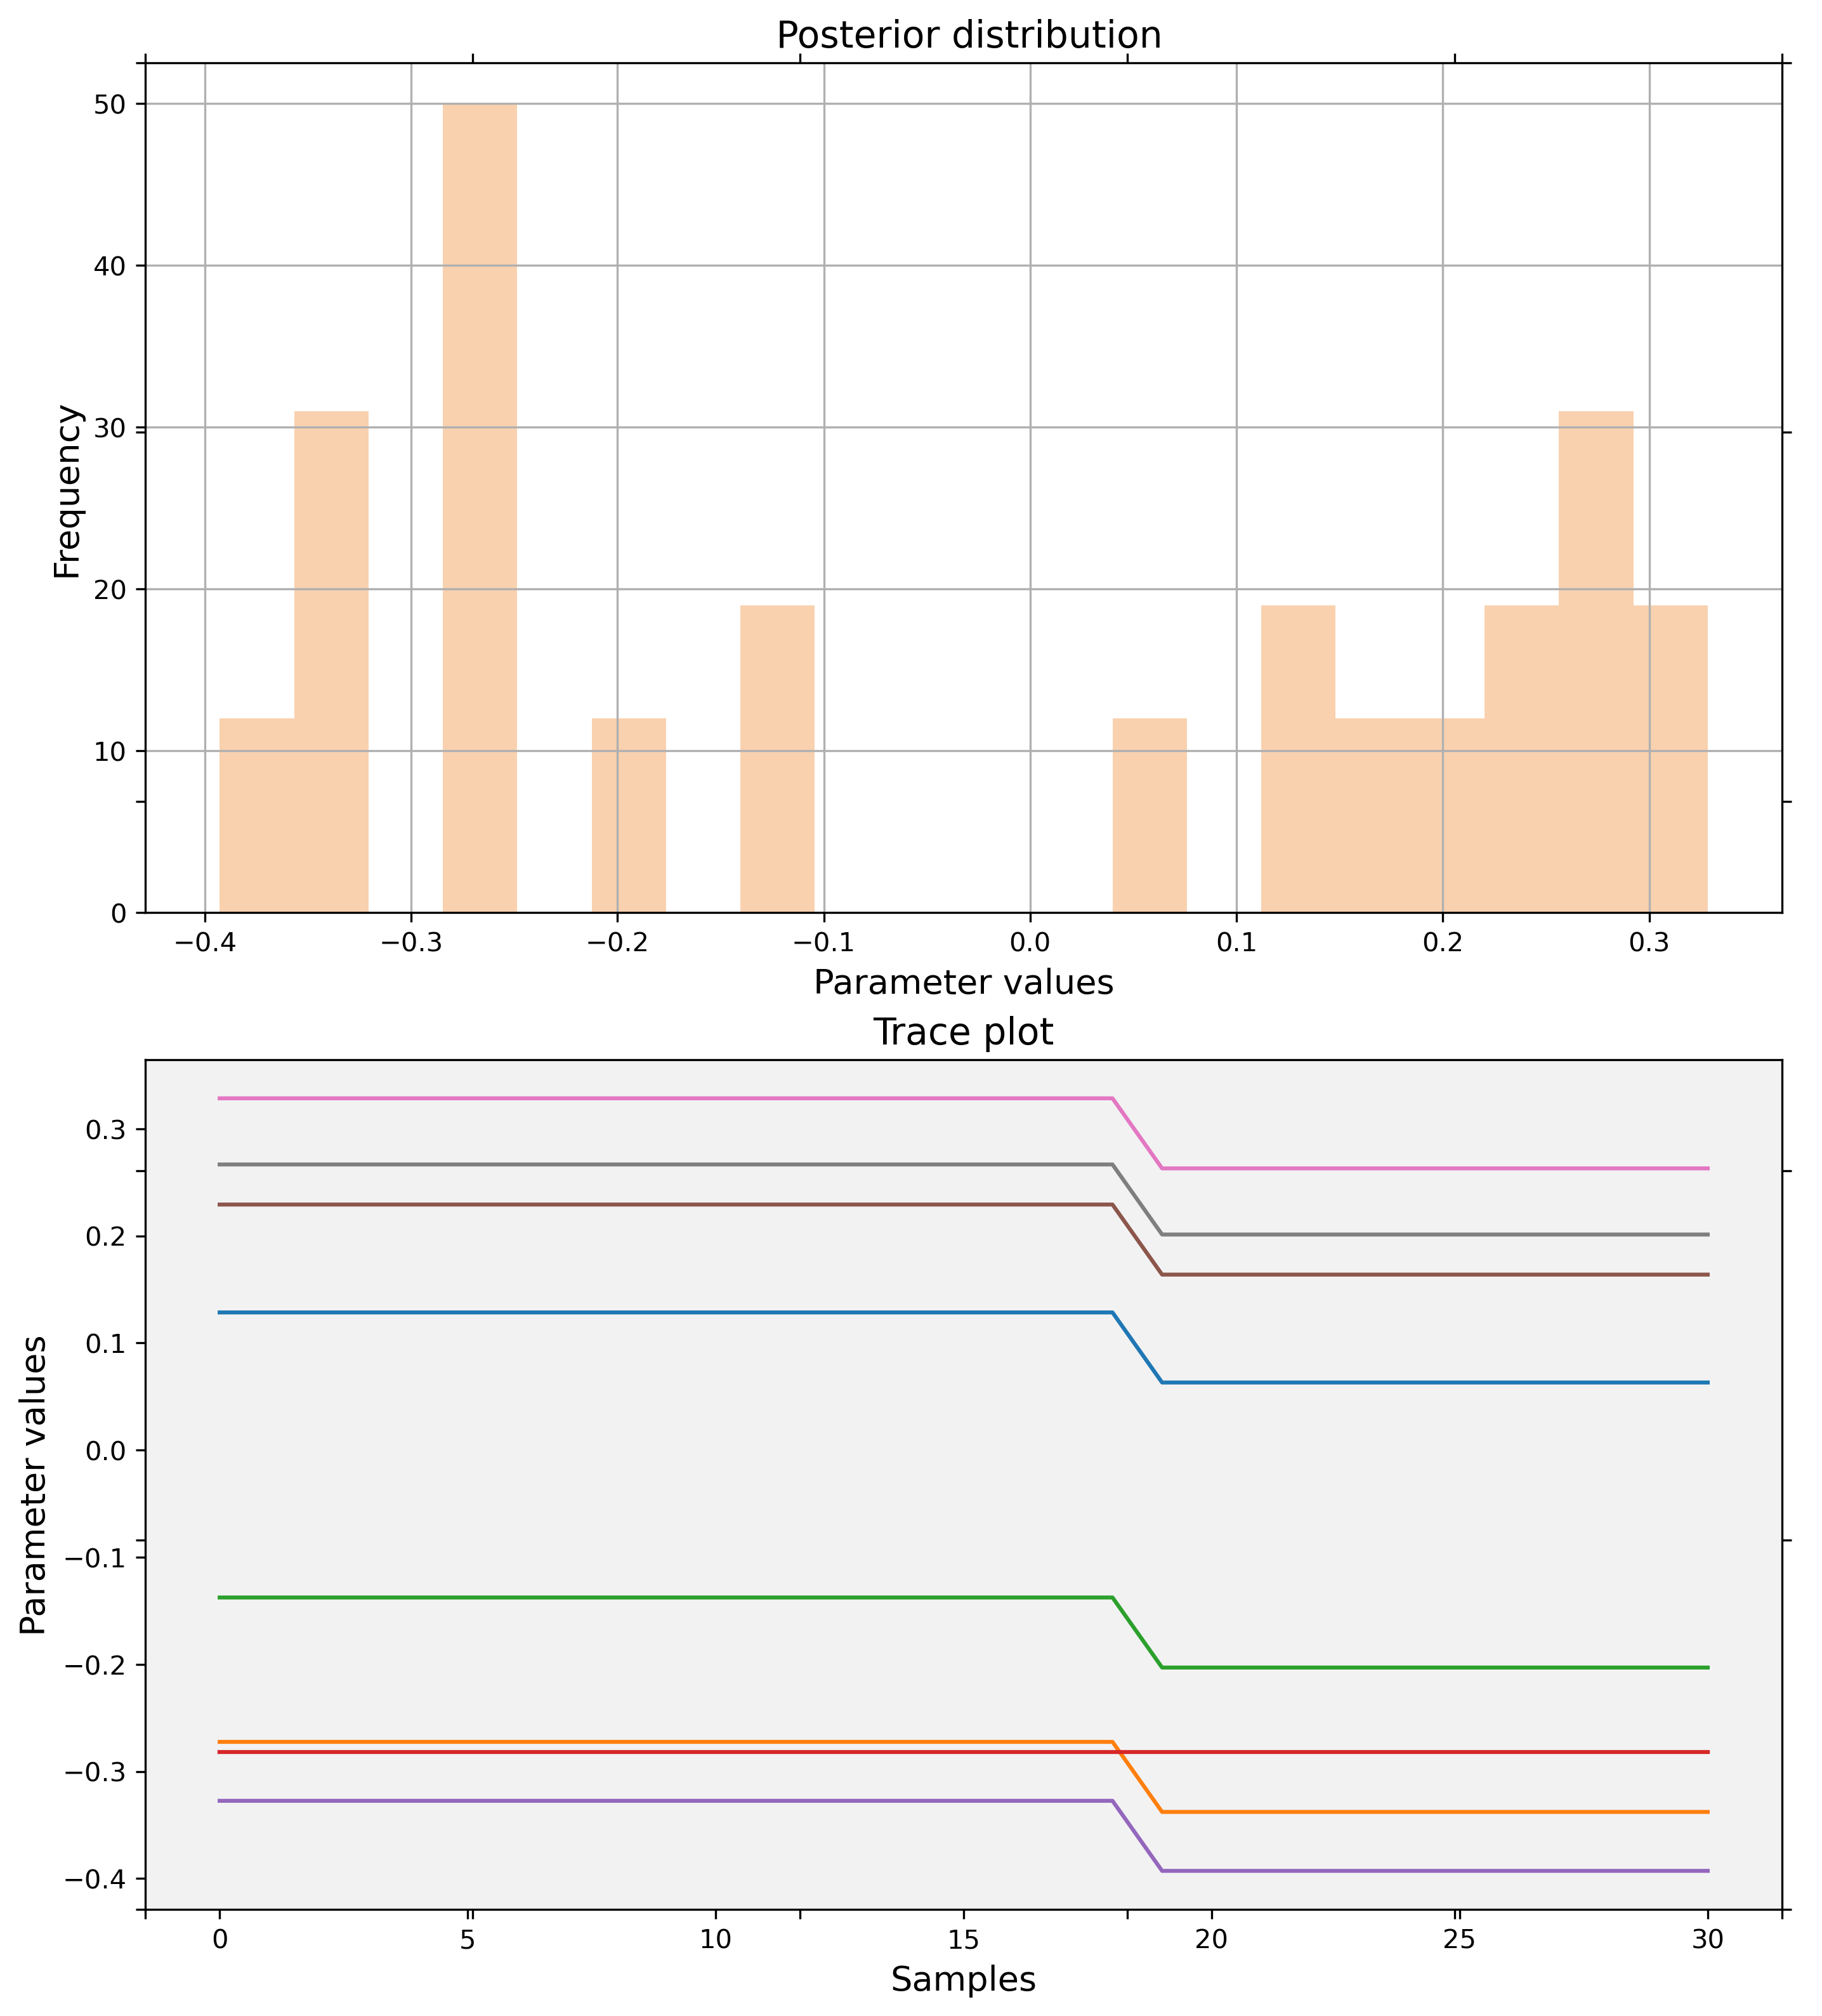 Posterior distribution
50
40
30
20
10
0
Frequency
−0.4 −0.3 −0.2 −0.1 0.0 0.1 0.2 0.3
Parameter values
Trace plot
0.3
0.2
0.1
0.0
−0.1
−0.2
−0.3
−0.4
Parameter values
0 5 10 15 20 25 30
Samples